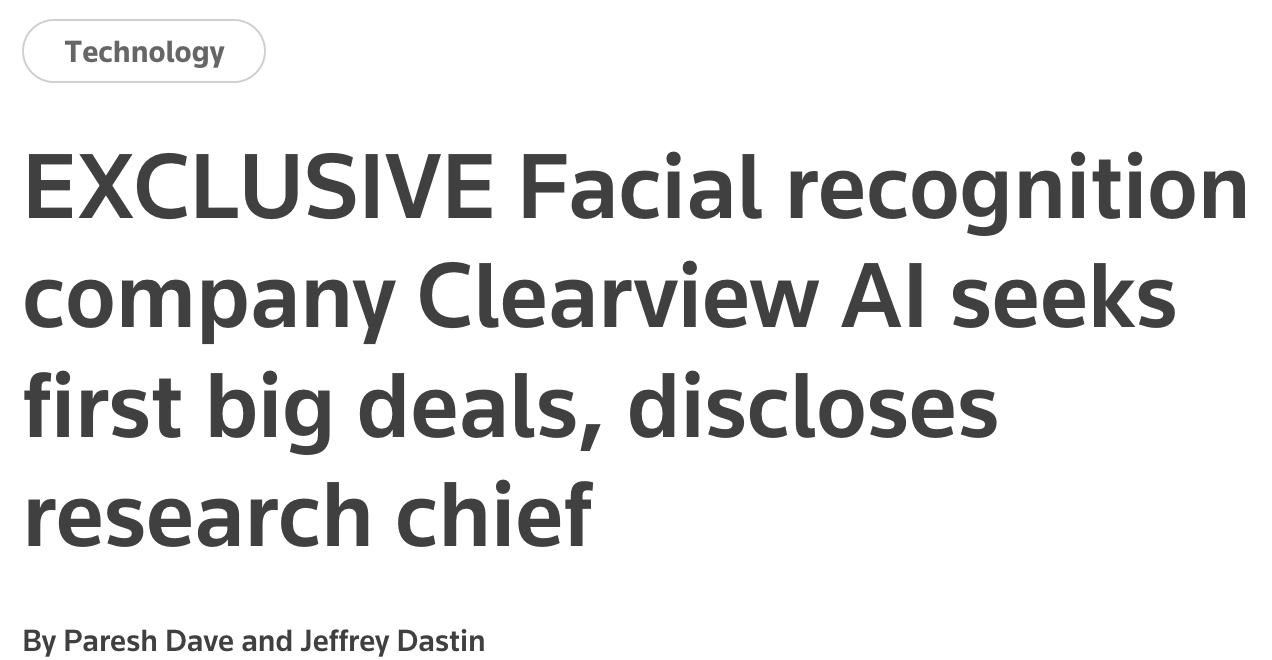 Technology
EXCLUSIVE Facial recognition
company Clearview AI seeks
first big deals, discloses
research chief
By Paresh Dave and Jeffrey Dastin